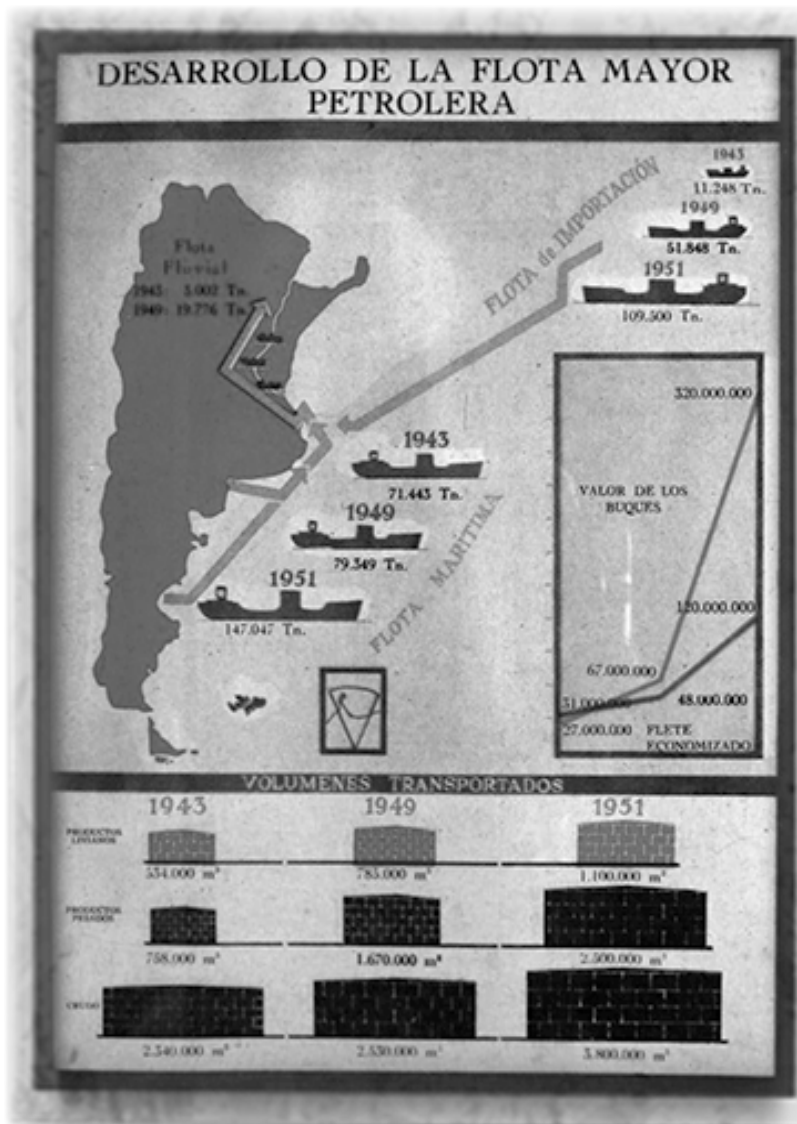 DESARROLLO DE LA FLOTA MAYOR
PETROLERA
1943
11.248 Tn.
1949
51.848 Tn.
1951
109.500 Tn.
FLOTA de IMPORTACIÓN
Flota
Fluvial
1943: 5.002 Tn.
1949: 19.776 Tn.
1943
71.443 Tn.
1949
79.349 Tn.
1951
147.047 Tn.
FLOTA MARÍTIMA
320.000.000
VALOR DE LOS
BUQUES
120.000.000
67.000.000
31.000.000
48.000.000
27.000.000
FLETE
ECONOMIZADO
VOLUMENES TRANSPORTADOS
1943 1949 1951
PRODUCTOS
LIVIANOS
534.000 m³ 785.000 m³ 1.100.000 m³
PRODUCTOS
PESADOS
758.000 m³ 1.670.000 m³ 2.500.000 m³
CRUDO
2.340.000 m³ 2.530.000 m³ 3.800.000 m³